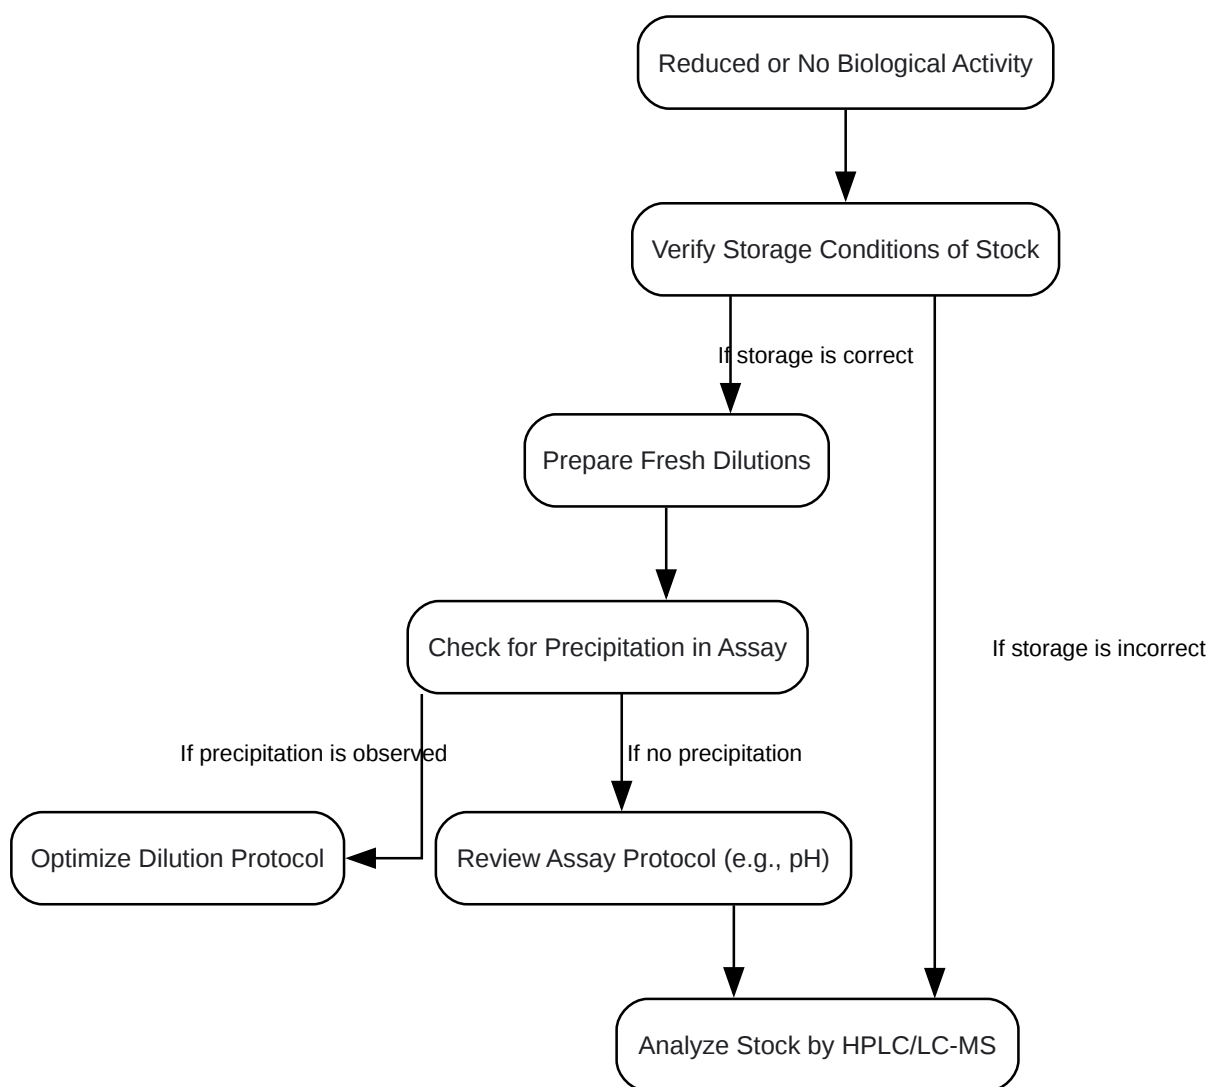 Reduced or No Biological Activity
Verify Storage Conditions of Stock
If storage is correct
Prepare Fresh Dilutions
Check for Precipitation in Assay
If storage is incorrect
If precipitation is observed
If no precipitation
Optimize Dilution Protocol
Review Assay Protocol (e.g., pH)
Analyze Stock by HPLC/LC-MS